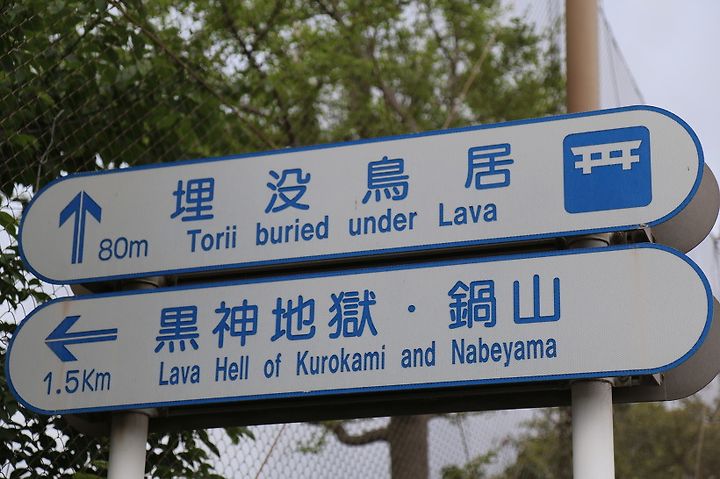 埋没鳥居
80m
Torii buried under Lava
黒神地獄・鍋山
1.5Km
Lava Hell of Kurokami and Nabeyama